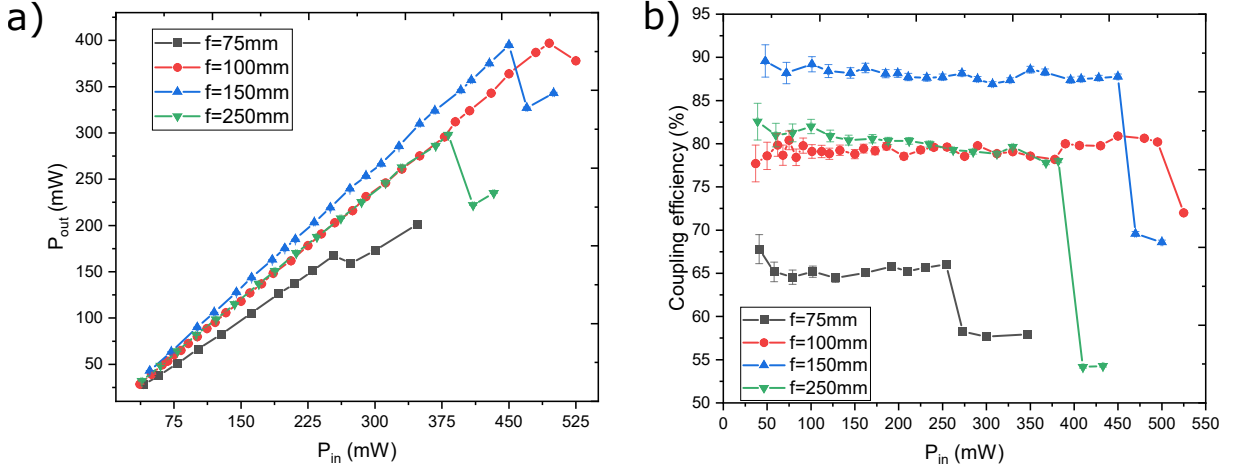 a)
f=75mm
f=100mm
f=150mm
f=250mm
400
350
300
250
200
150
100
50
P_out (mW)
75 150 225 300 375 450 525
P_in (mW)
b)
95
90
85
80
75
70
65
60
55
50
Coupling efficiency (%)
f=75mm
f=100mm
f=150mm
f=250mm
0 50 100 150 200 250 300 350 400 450 500 550
P_in (mW)